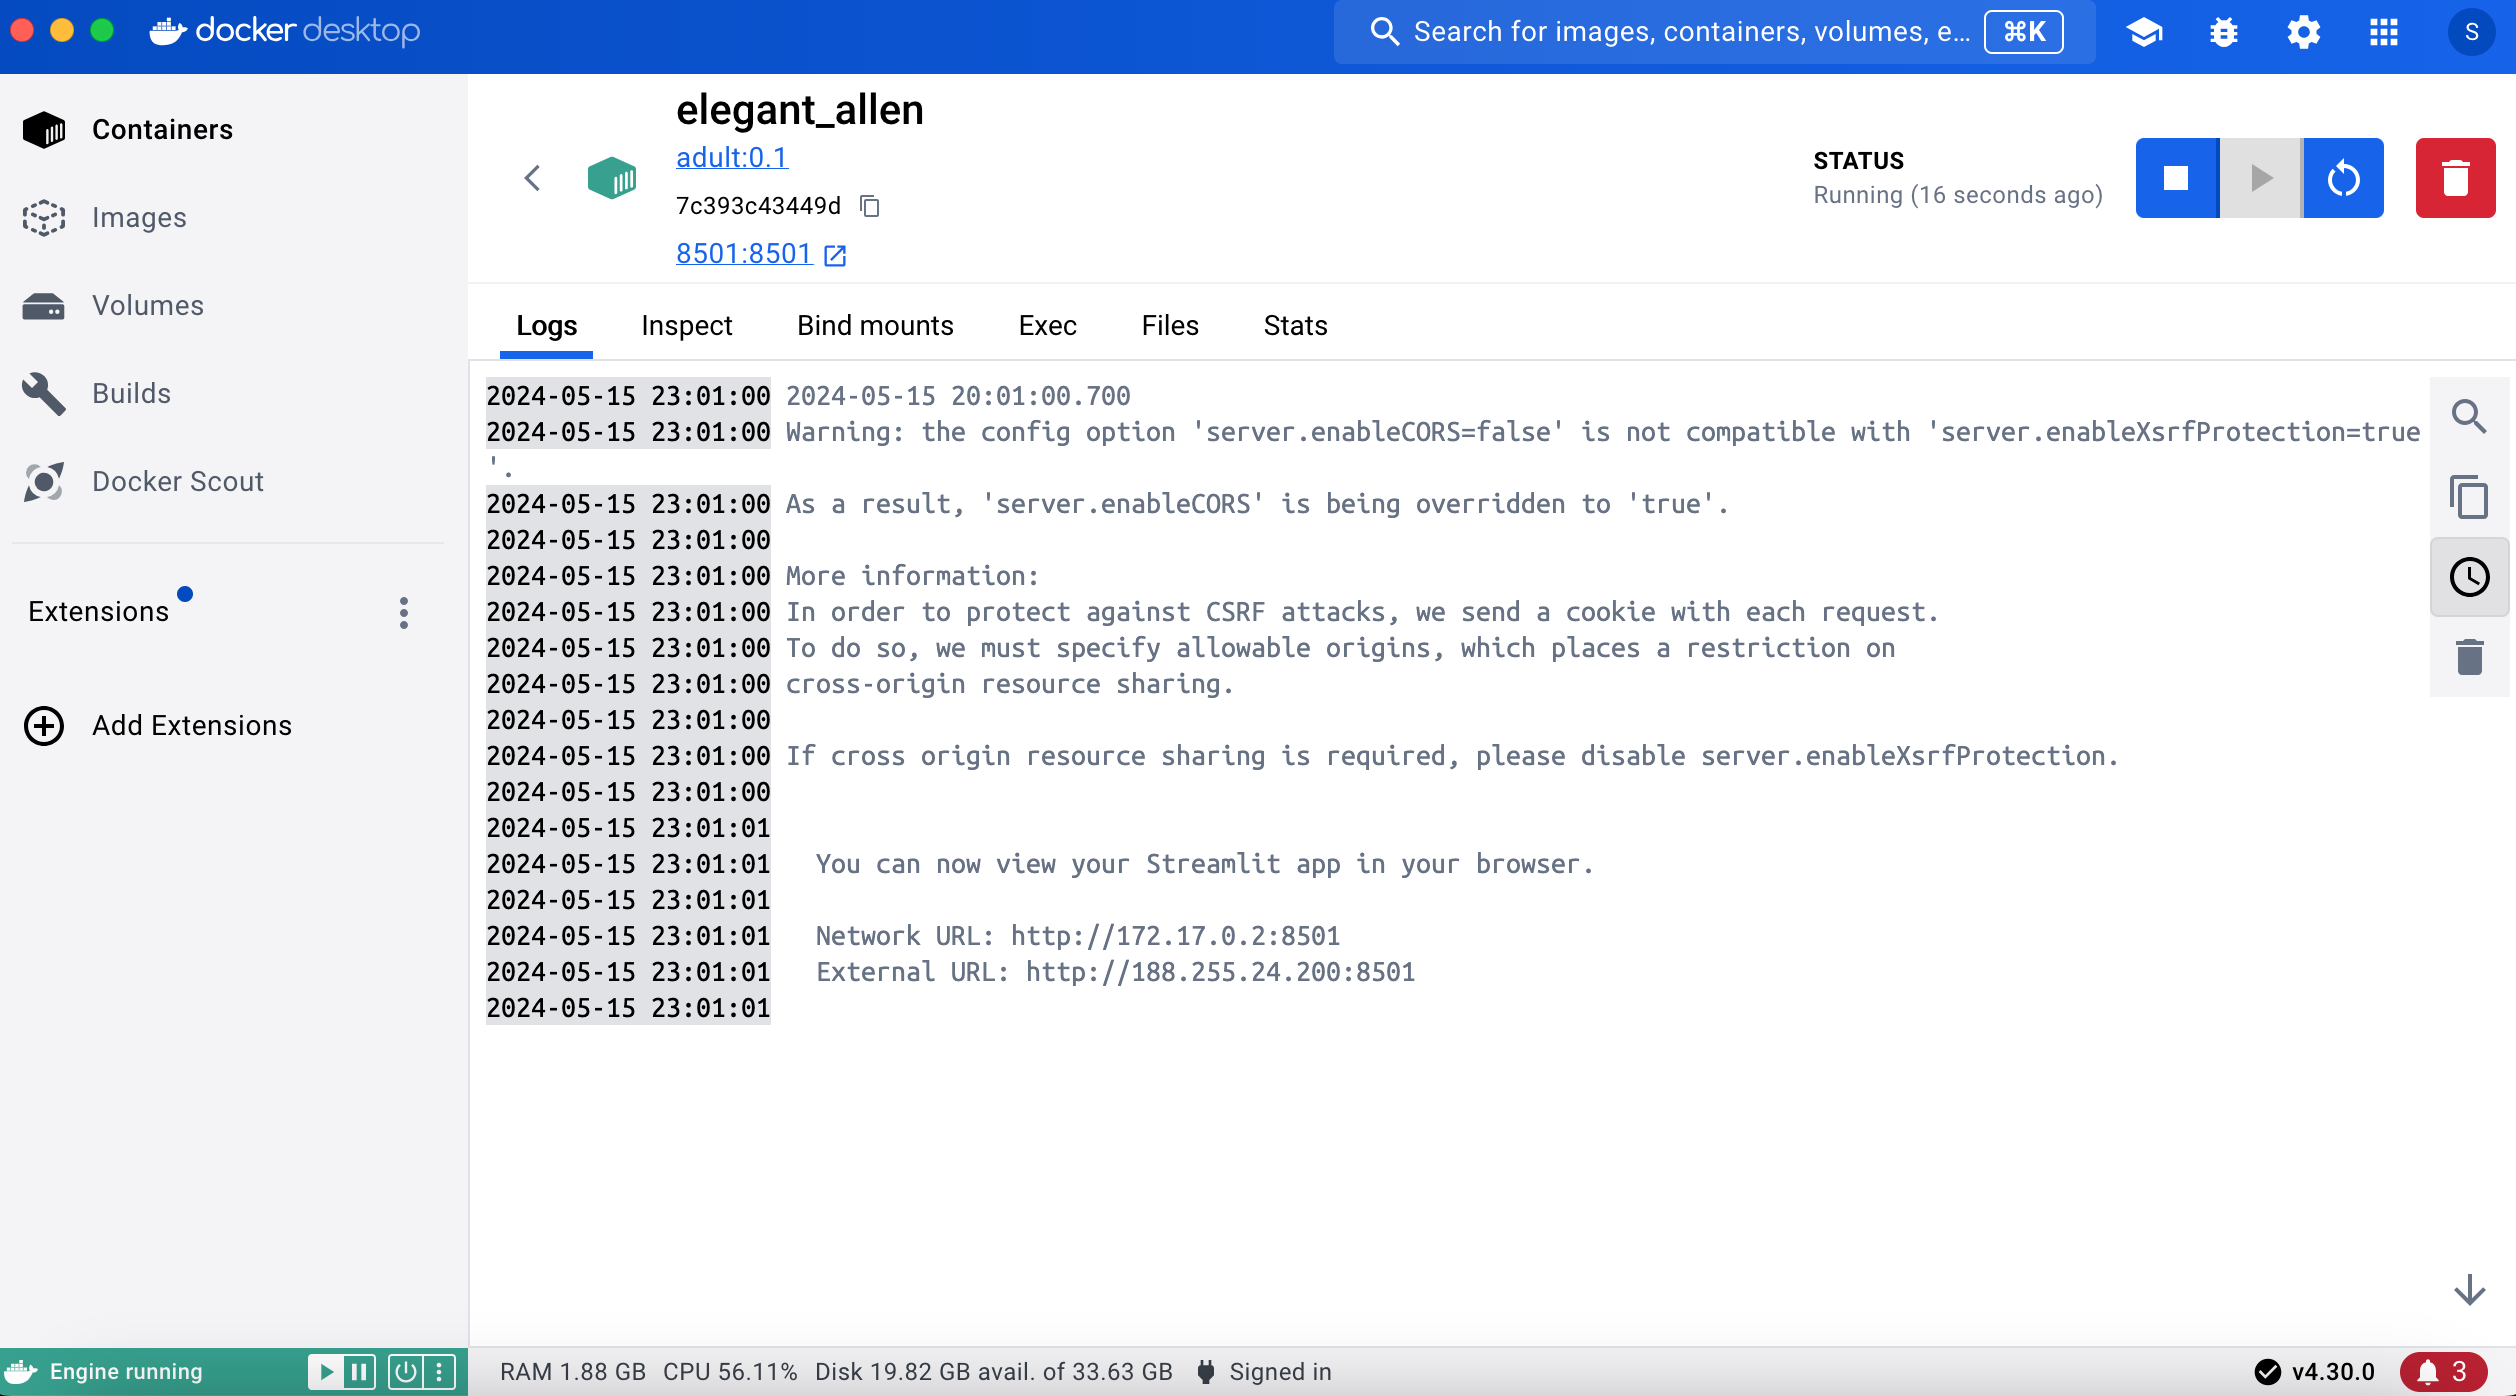 docker desktop
Search for images, containers, volumes, e...
⌘K
S
Containers
Images
Volumes
Builds
Docker Scout
Extensions
Add Extensions
elegant_allen
adult:0.1
7c393c43449d
8501:8501
STATUS
Running (16 seconds ago)
Logs Inspect Bind mounts Exec Files Stats
2024-05-15 23:01:00 2024-05-15 20:01:00.700
2024-05-15 23:01:00 Warning: the config option 'server.enableCORS=false' is not compatible with 'server.enableXsrfProtection=true
'.
2024-05-15 23:01:00 As a result, 'server.enableCORS' is being overridden to 'true'.
2024-05-15 23:01:00
2024-05-15 23:01:00 More information:
2024-05-15 23:01:00 In order to protect against CSRF attacks, we send a cookie with each request.
2024-05-15 23:01:00 To do so, we must specify allowable origins, which places a restriction on
2024-05-15 23:01:00 cross-origin resource sharing.
2024-05-15 23:01:00
2024-05-15 23:01:00 If cross origin resource sharing is required, please disable server.enableXsrfProtection.
2024-05-15 23:01:00
2024-05-15 23:01:01
2024-05-15 23:01:01 You can now view your Streamlit app in your browser.
2024-05-15 23:01:01
2024-05-15 23:01:01 Network URL: http://172.17.0.2:8501
2024-05-15 23:01:01 External URL: http://188.255.24.200:8501
2024-05-15 23:01:01
Engine running
RAM 1.88 GB CPU 56.11% Disk 19.82 GB avail. of 33.63 GB Signed in
v4.30.0
3